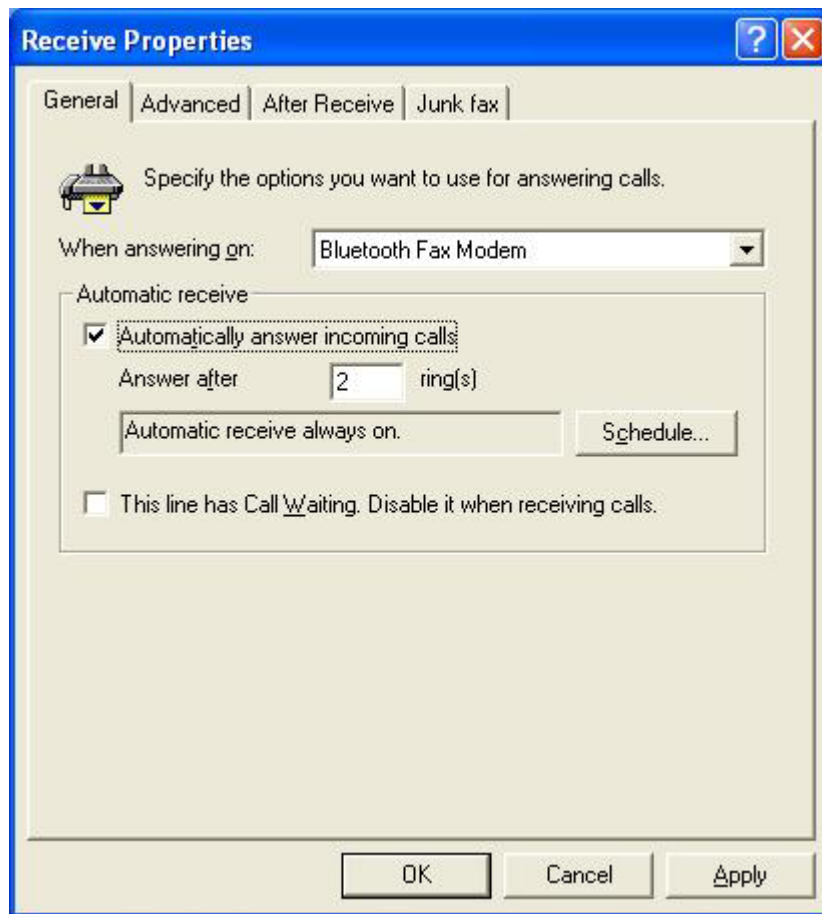 Receive Properties
General Advanced After Receive Junk fax
Specify the options you want to use for answering calls.
When answering on: Bluetooth Fax Modem
Automatic receive
Automatically answer incoming calls
Answer after 2 ring(s)
Automatic receive always on. Schedule...
This line has Call Waiting. Disable it when receiving calls.
OK Cancel Apply